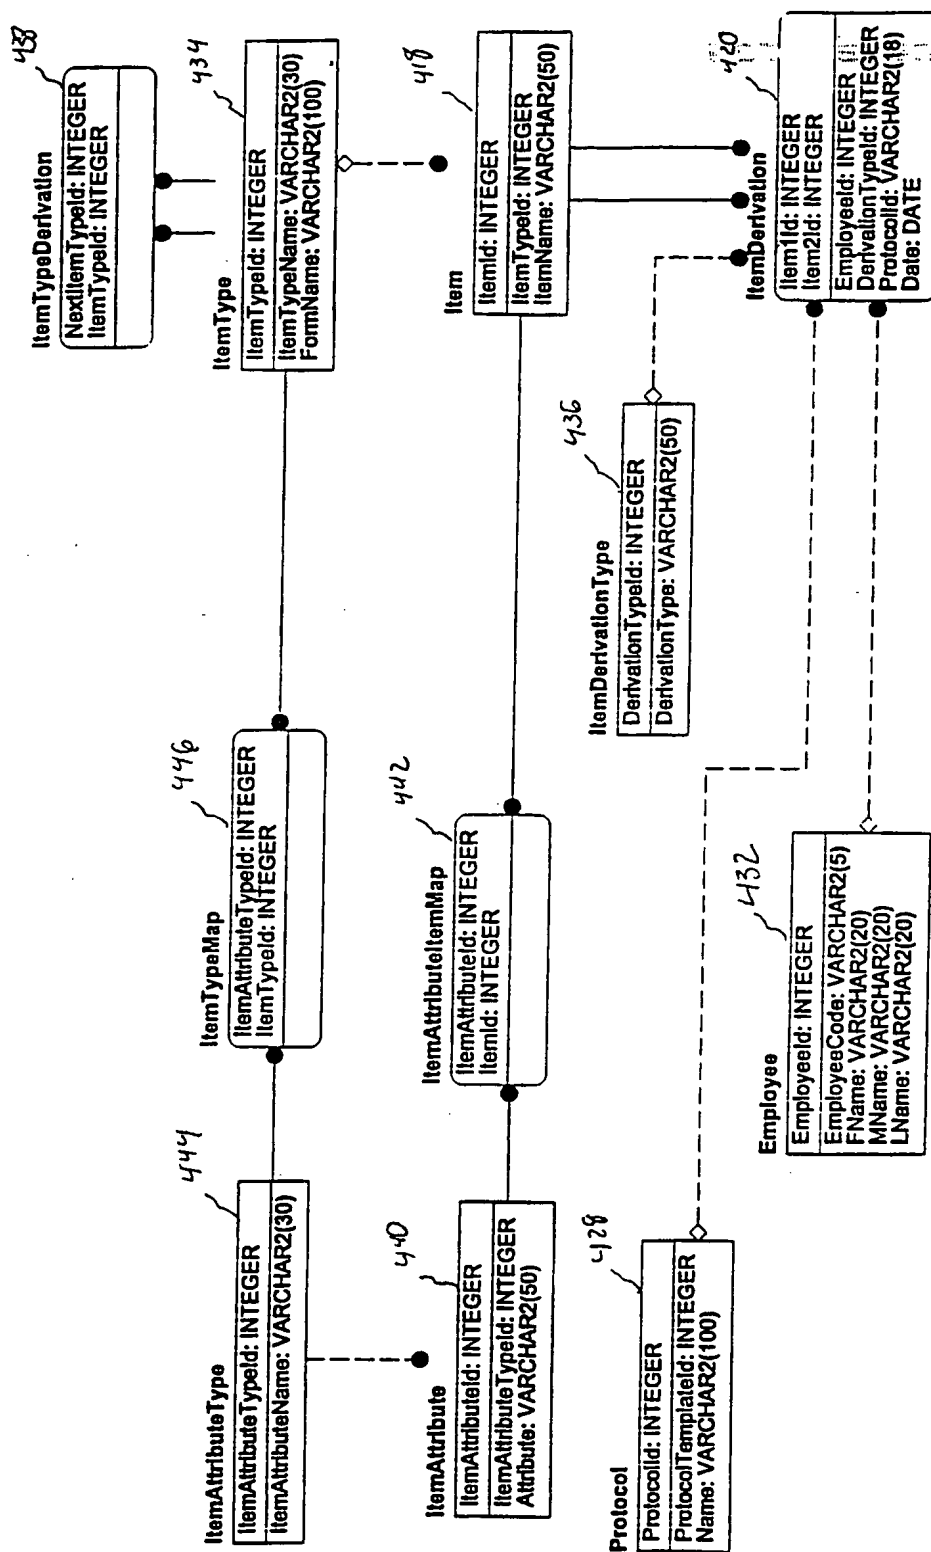 ItemAttributeType
444
ItemAttributeTypeId: INTEGER
ItemAttributeName: VARCHAR2(30)
ItemTypeMap
446
ItemAttributeTypeId: INTEGER
ItemTypeId: INTEGER
ItemType
434
ItemTypeId: INTEGER
ItemTypeName: VARCHAR2(30)
FormName: VARCHAR2(100)
ItemTypeDerivation
438
NextItemTypeId: INTEGER
ItemTypeId: INTEGER
ItemAttribute
440
ItemAttributeId: INTEGER
ItemAttributeTypeId: INTEGER
Attribute: VARCHAR2(50)
ItemAttributeItemMap
442
ItemAttributeId: INTEGER
ItemId: INTEGER
Item
418
ItemId: INTEGER
ItemTypeId: INTEGER
ItemName: VARCHAR2(50)
ItemDerivationType
436
DerivationTypeId: INTEGER
DerivationType: VARCHAR2(50)
Protocol
428
ProtocolId: INTEGER
ProtocolTemplateId: INTEGER
Name: VARCHAR2(100)
Employee
432
EmployeeId: INTEGER
EmployeeCode: VARCHAR2(5)
FName: VARCHAR2(20)
MName: VARCHAR2(20)
LName: VARCHAR2(20)
ItemDerivation
420
Item1Id: INTEGER
Item2Id: INTEGER
EmployeeId: INTEGER
DerivationTypeId: INTEGER
ProtocolId: VARCHAR2(18)
Date: DATE